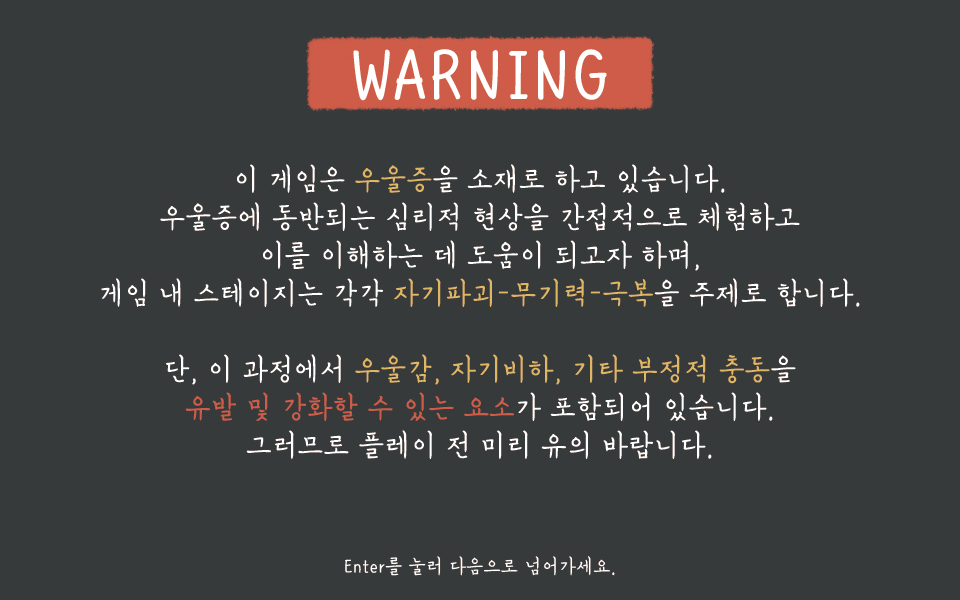 WARNING
이 게임은 우울증을 소재로 하고 있습니다.
우울증에 동반되는 심리적 현상을 간접적으로 체험하고
이를 이해하는 데 도움이 되고자 하며,
게임 내 스테이지는 각각 자기파괴-무기력-극복을 주제로 합니다.
단, 이 과정에서 우울감, 자기비하, 기타 부정적 충동을
유발 및 강화할 수 있는 요소가 포함되어 있습니다.
그러므로 플레이 전 미리 유의 바랍니다.
Enter를 눌러 다음으로 넘어가세요.